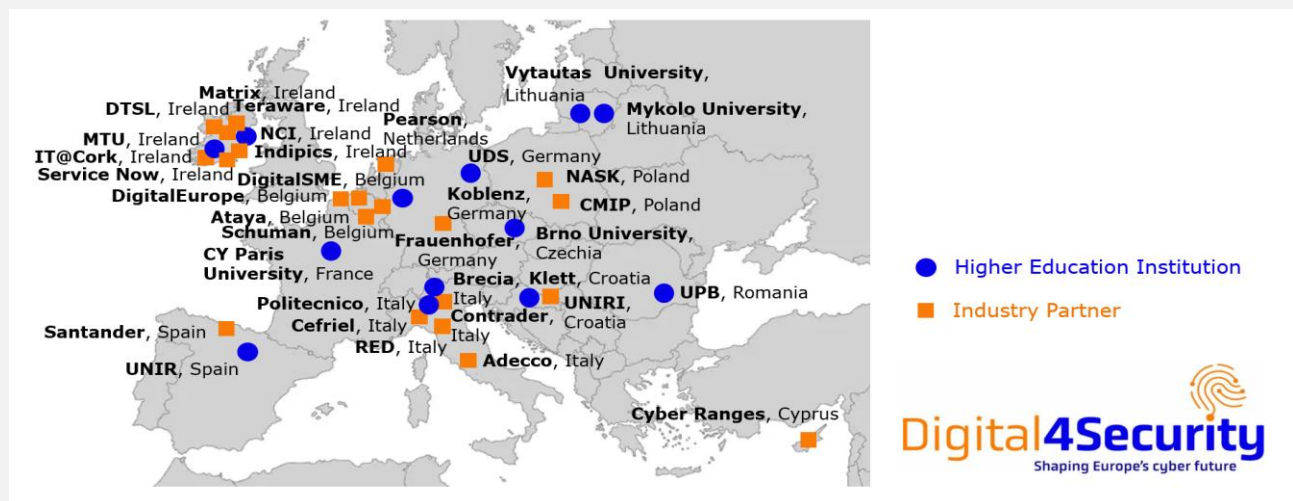 Vytautas University,
Lithuania
Mykolo University,
Lithuania
Matrix, Ireland
DTSL, Ireland
Teraware, Ireland
Pearson,
Netherlands
MTU, Ireland
NCI, Ireland
IT@Cork, Ireland
Indipics, Ireland
UDS, Germany
Service Now, Ireland
DigitalSME, Belgium
NASK, Poland
DigitalEurope, Belgium
Koblenz,
Germany
CMIP, Poland
Ataya, Belgium
Schuman, Belgium
Frauenhofer,
Germany
Brno University,
Czechia
CY Paris
University, France
Brecia,
Italy
Klett, Croatia
UPB, Romania
Politecnico, Italy
UNIRI,
Croatia
Cefriel, Italy
Contrader,
Italy
Santander, Spain
RED, Italy
Adecco, Italy
UNIR, Spain
Cyber Ranges, Cyprus
Higher Education Institution
Industry Partner
Digital4Security
Shaping Europe's cyber future